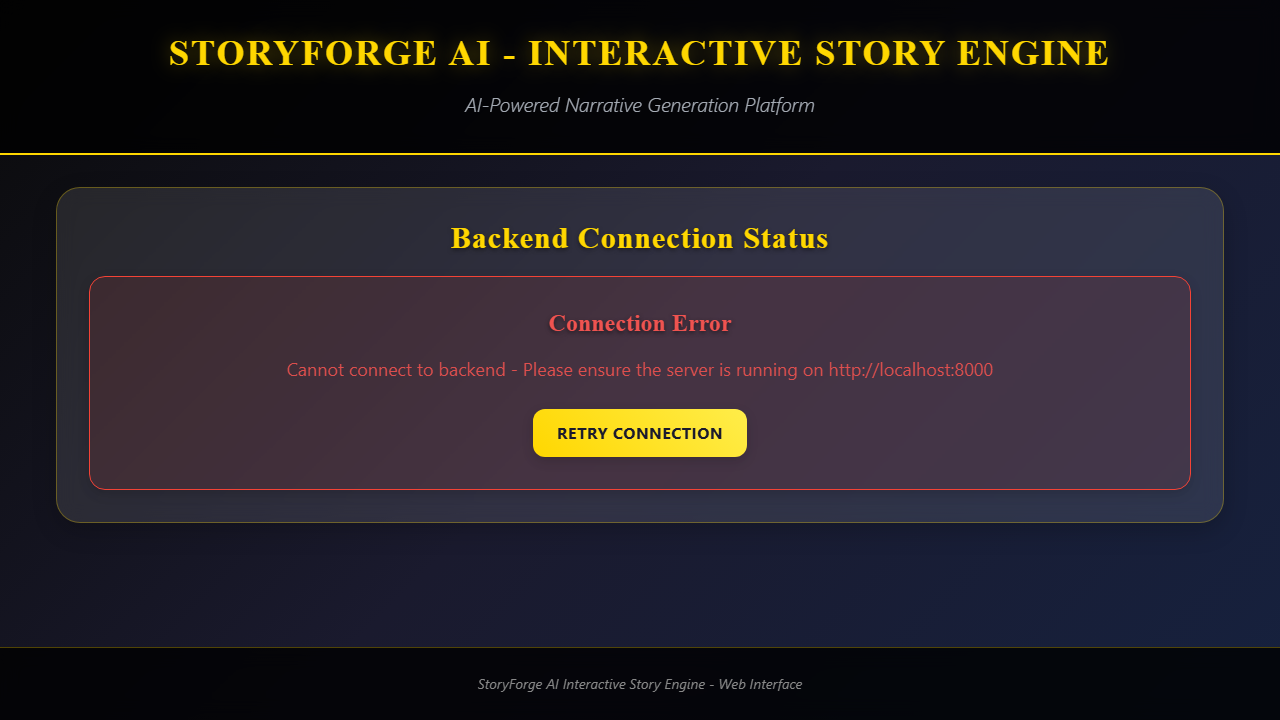 STORYFORGE AI - INTERACTIVE STORY ENGINE
AI-Powered Narrative Generation Platform
Backend Connection Status
Connection Error
Cannot connect to backend - Please ensure the server is running on http://localhost:8000
RETRY CONNECTION
StoryForge AI Interactive Story Engine - Web Interface